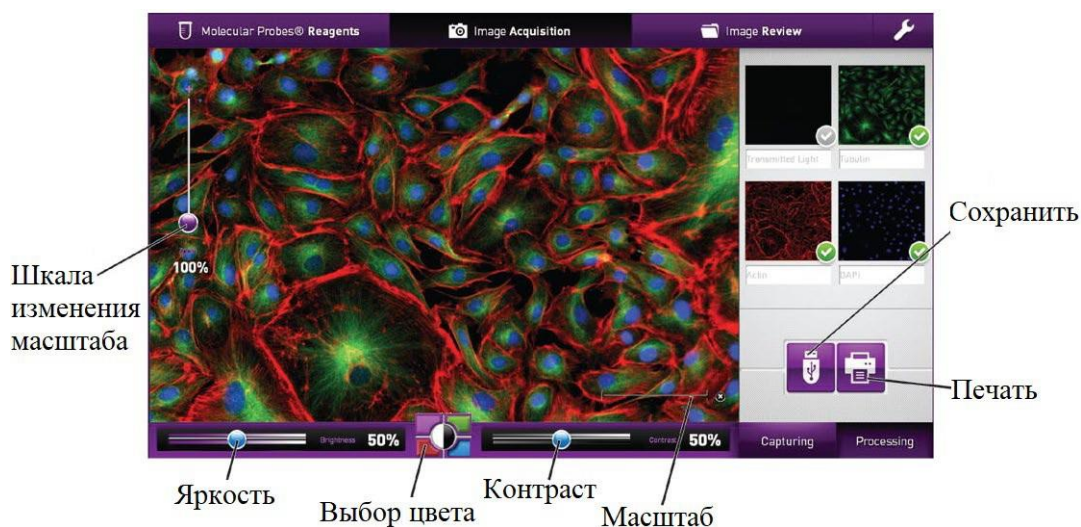 Molecular Probes® Reagents
Image Acquisition
Image Review
Transmitted Light
Tubulin
Actin
DAPI
100%
Сохранить
Шкала
изменения
масштаба
Печать
Brightness 50%
Contrast 50%
Capturing
Processing
Яркость
Выбор цвета
Контраст
Масштаб